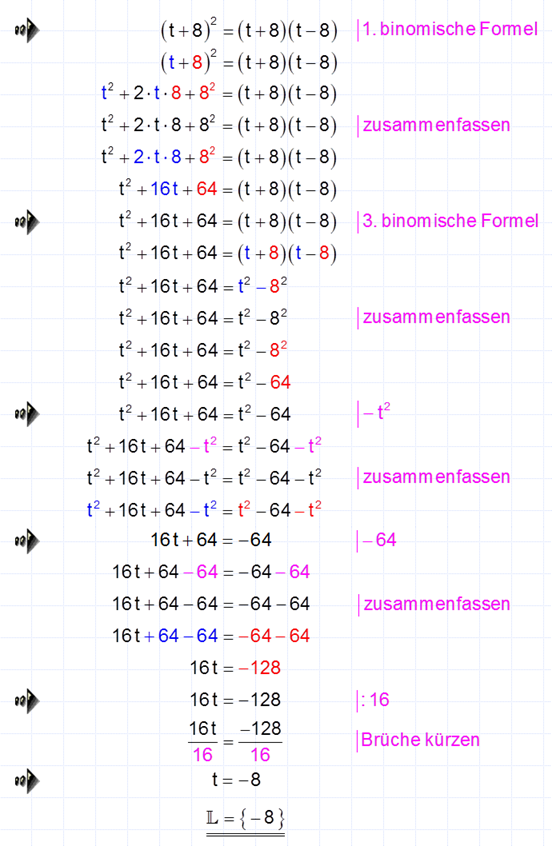 (t+8)² = (t+8)(t−8) |1. binomische Formel
(t+8)² = (t+8)(t−8)
t² + 2·t·8 + 8² = (t+8)(t−8)
t² + 2·t·8 + 8² = (t+8)(t−8) |zusammenfassen
t² + 2·t·8 + 8² = (t+8)(t−8)
t² + 16t + 64 = (t+8)(t−8)
t² + 16t + 64 = (t+8)(t−8) |3. binomische Formel
t² + 16t + 64 = (t+8)(t−8)
t² + 16t + 64 = t² − 8²
t² + 16t + 64 = t² − 8² |zusammenfassen
t² + 16t + 64 = t² − 8²
t² + 16t + 64 = t² − 64
t² + 16t + 64 = t² − 64 |− t²
t² + 16t + 64 − t² = t² − 64 − t²
t² + 16t + 64 − t² = t² − 64 − t² |zusammenfassen
t² + 16t + 64 − t² = t² − 64 − t²
16t + 64 = −64 |− 64
16t + 64 − 64 = −64 − 64
16t + 64 − 64 = −64 − 64 |zusammenfassen
16t + 64 − 64 = −64 − 64
16t = −128
16t = −128 |: 16
16t/16 = −128/16 |Brüche kürzen
t = −8
𝕃 = {−8}